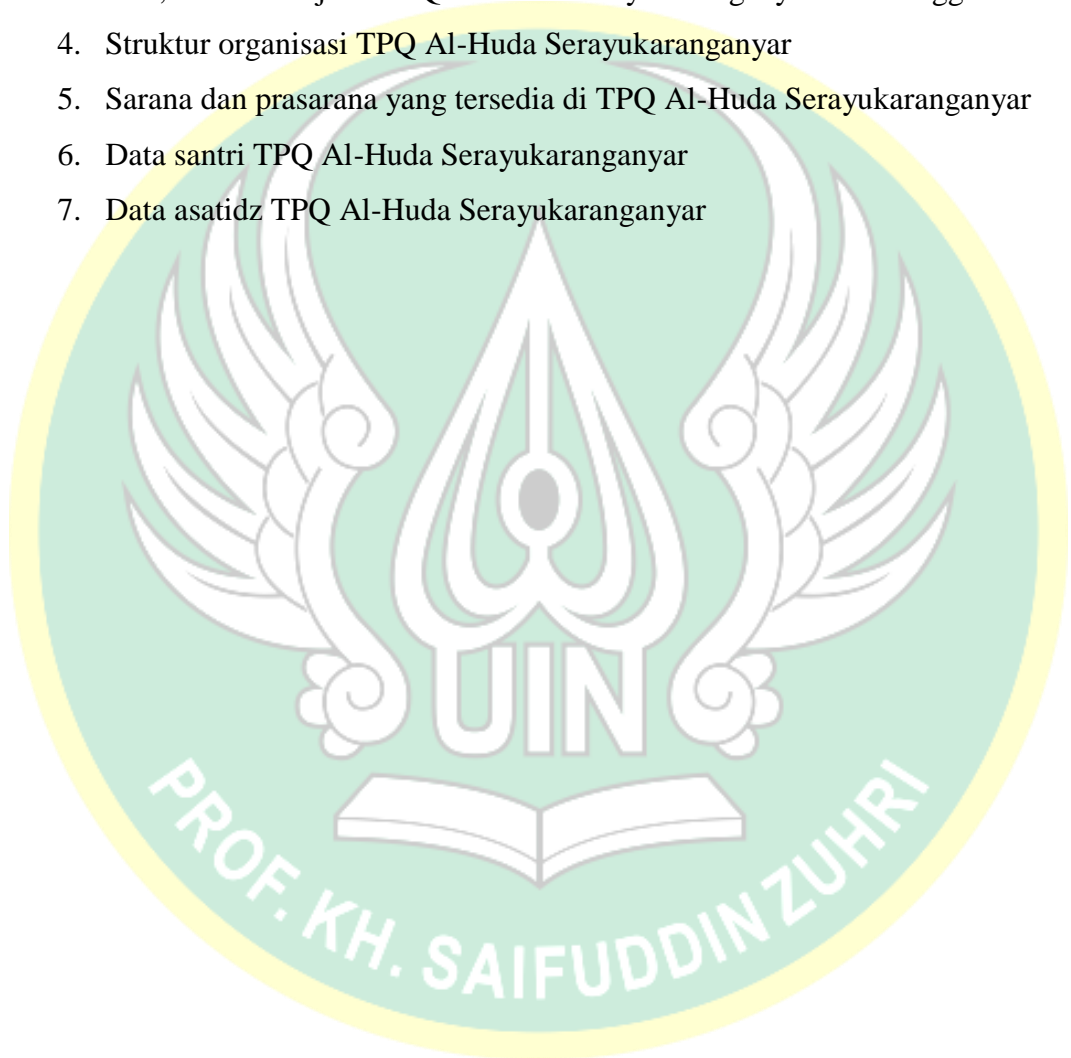 4. Struktur organisasi TPQ Al-Huda Serayukaranganyar
5. Sarana dan prasarana yang tersedia di TPQ Al-Huda Serayukaranganyar
6. Data santri TPQ Al-Huda Serayukaranganyar
7. Data asatidz TPQ Al-Huda Serayukaranganyar
UIN
PROF. KH. SAIFUDDIN ZUHRI